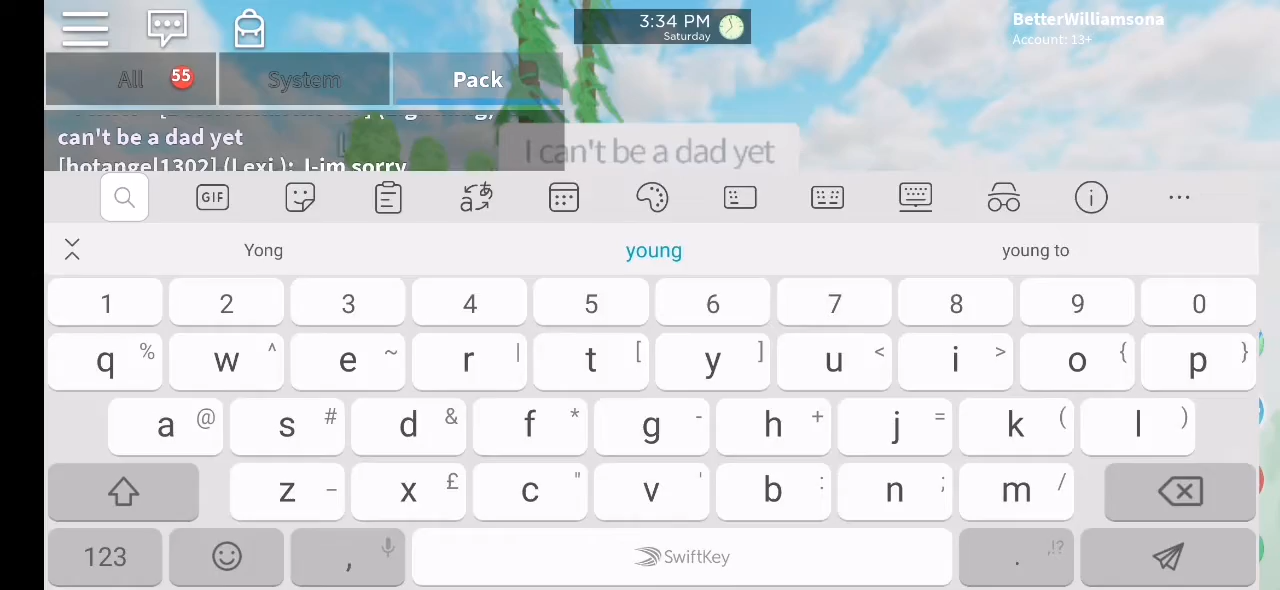 3:34 PM
Saturday
BetterWilliamsona
Account: 13+
All 55 System Pack
can't be a dad yet
[hotangel1302] (Lexi ): I-im sorry
I can't be a dad yet
GIF
Yong young young to
1 2 3 4 5 6 7 8 9 0
q % w ^ e ~ r | t [ y ] u < i > o { p }
a @ s # d & f * g - h + j = k ( l )
z _ x £ c " v ' b : n ; m /
123 , SwiftKey . ,!?